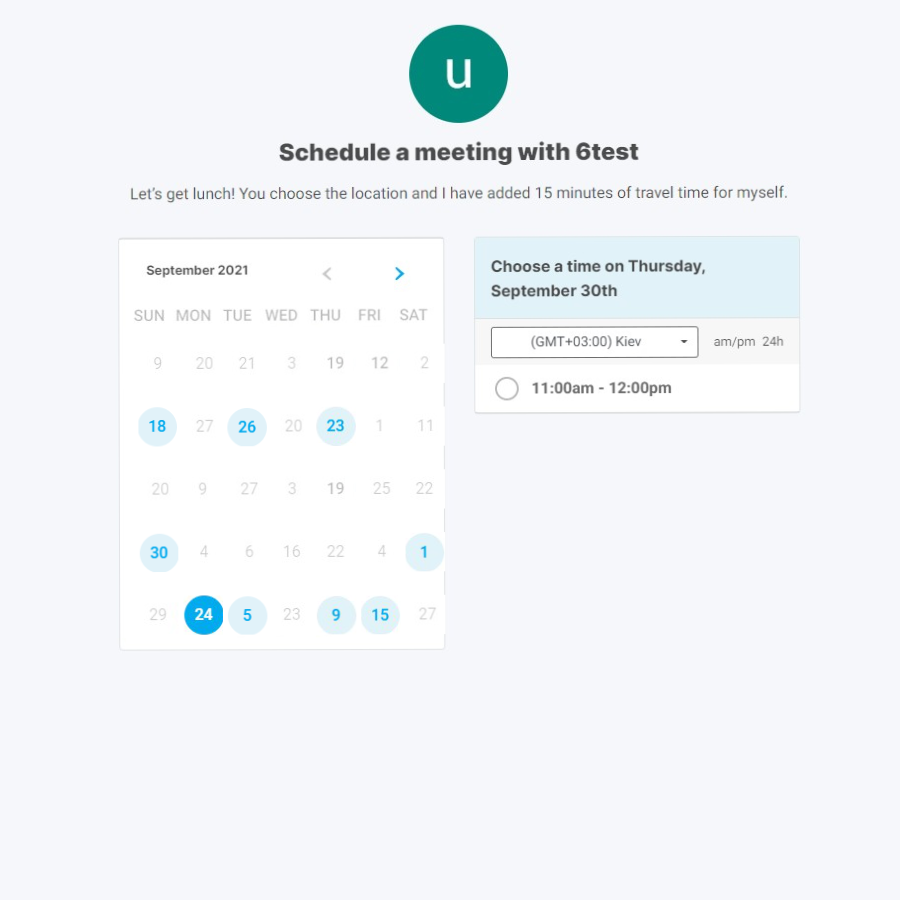 u
Schedule a meeting with 6test
Let's get lunch! You choose the location and I have added 15 minutes of travel time for myself.
September 2021
SUN MON TUE WED THU FRI SAT
9 20 21 3 19 12 2
18 27 26 20 23 1 11
20 9 27 3 19 25 22
30 4 6 16 22 4 1
29 24 5 23 9 15 27
Choose a time on Thursday,
September 30th
(GMT+03:00) Kiev am/pm 24h
11:00am - 12:00pm